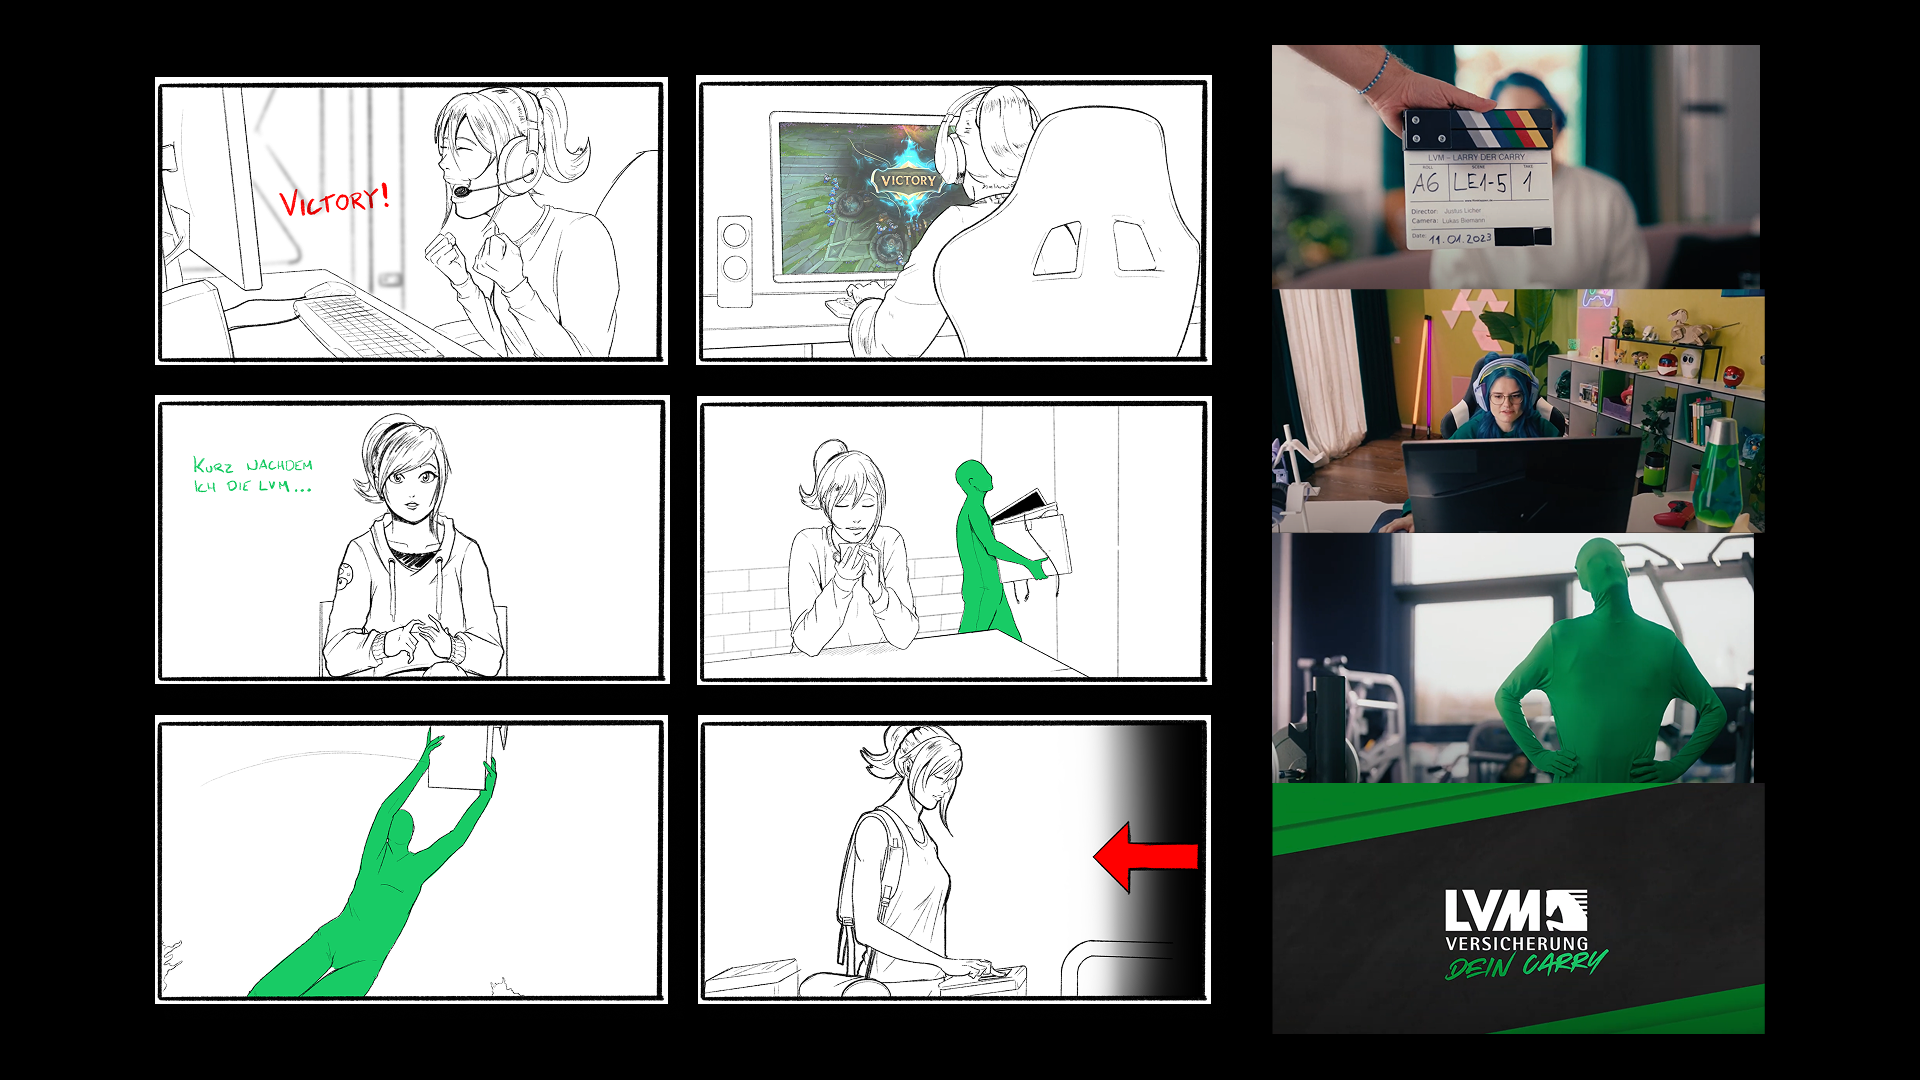 VICTORY!
VICTORY
KURZ NACHDEM
ICH DIE LVM...
LVM - LARRY DER CARRY
ROLL SCENE TAKE
A6 LE1-5 1
Director: Justus Licher
Camera: Lukas Biemann
Date: 11.01.2023
LVM
VERSICHERUNG
DEIN CARRY